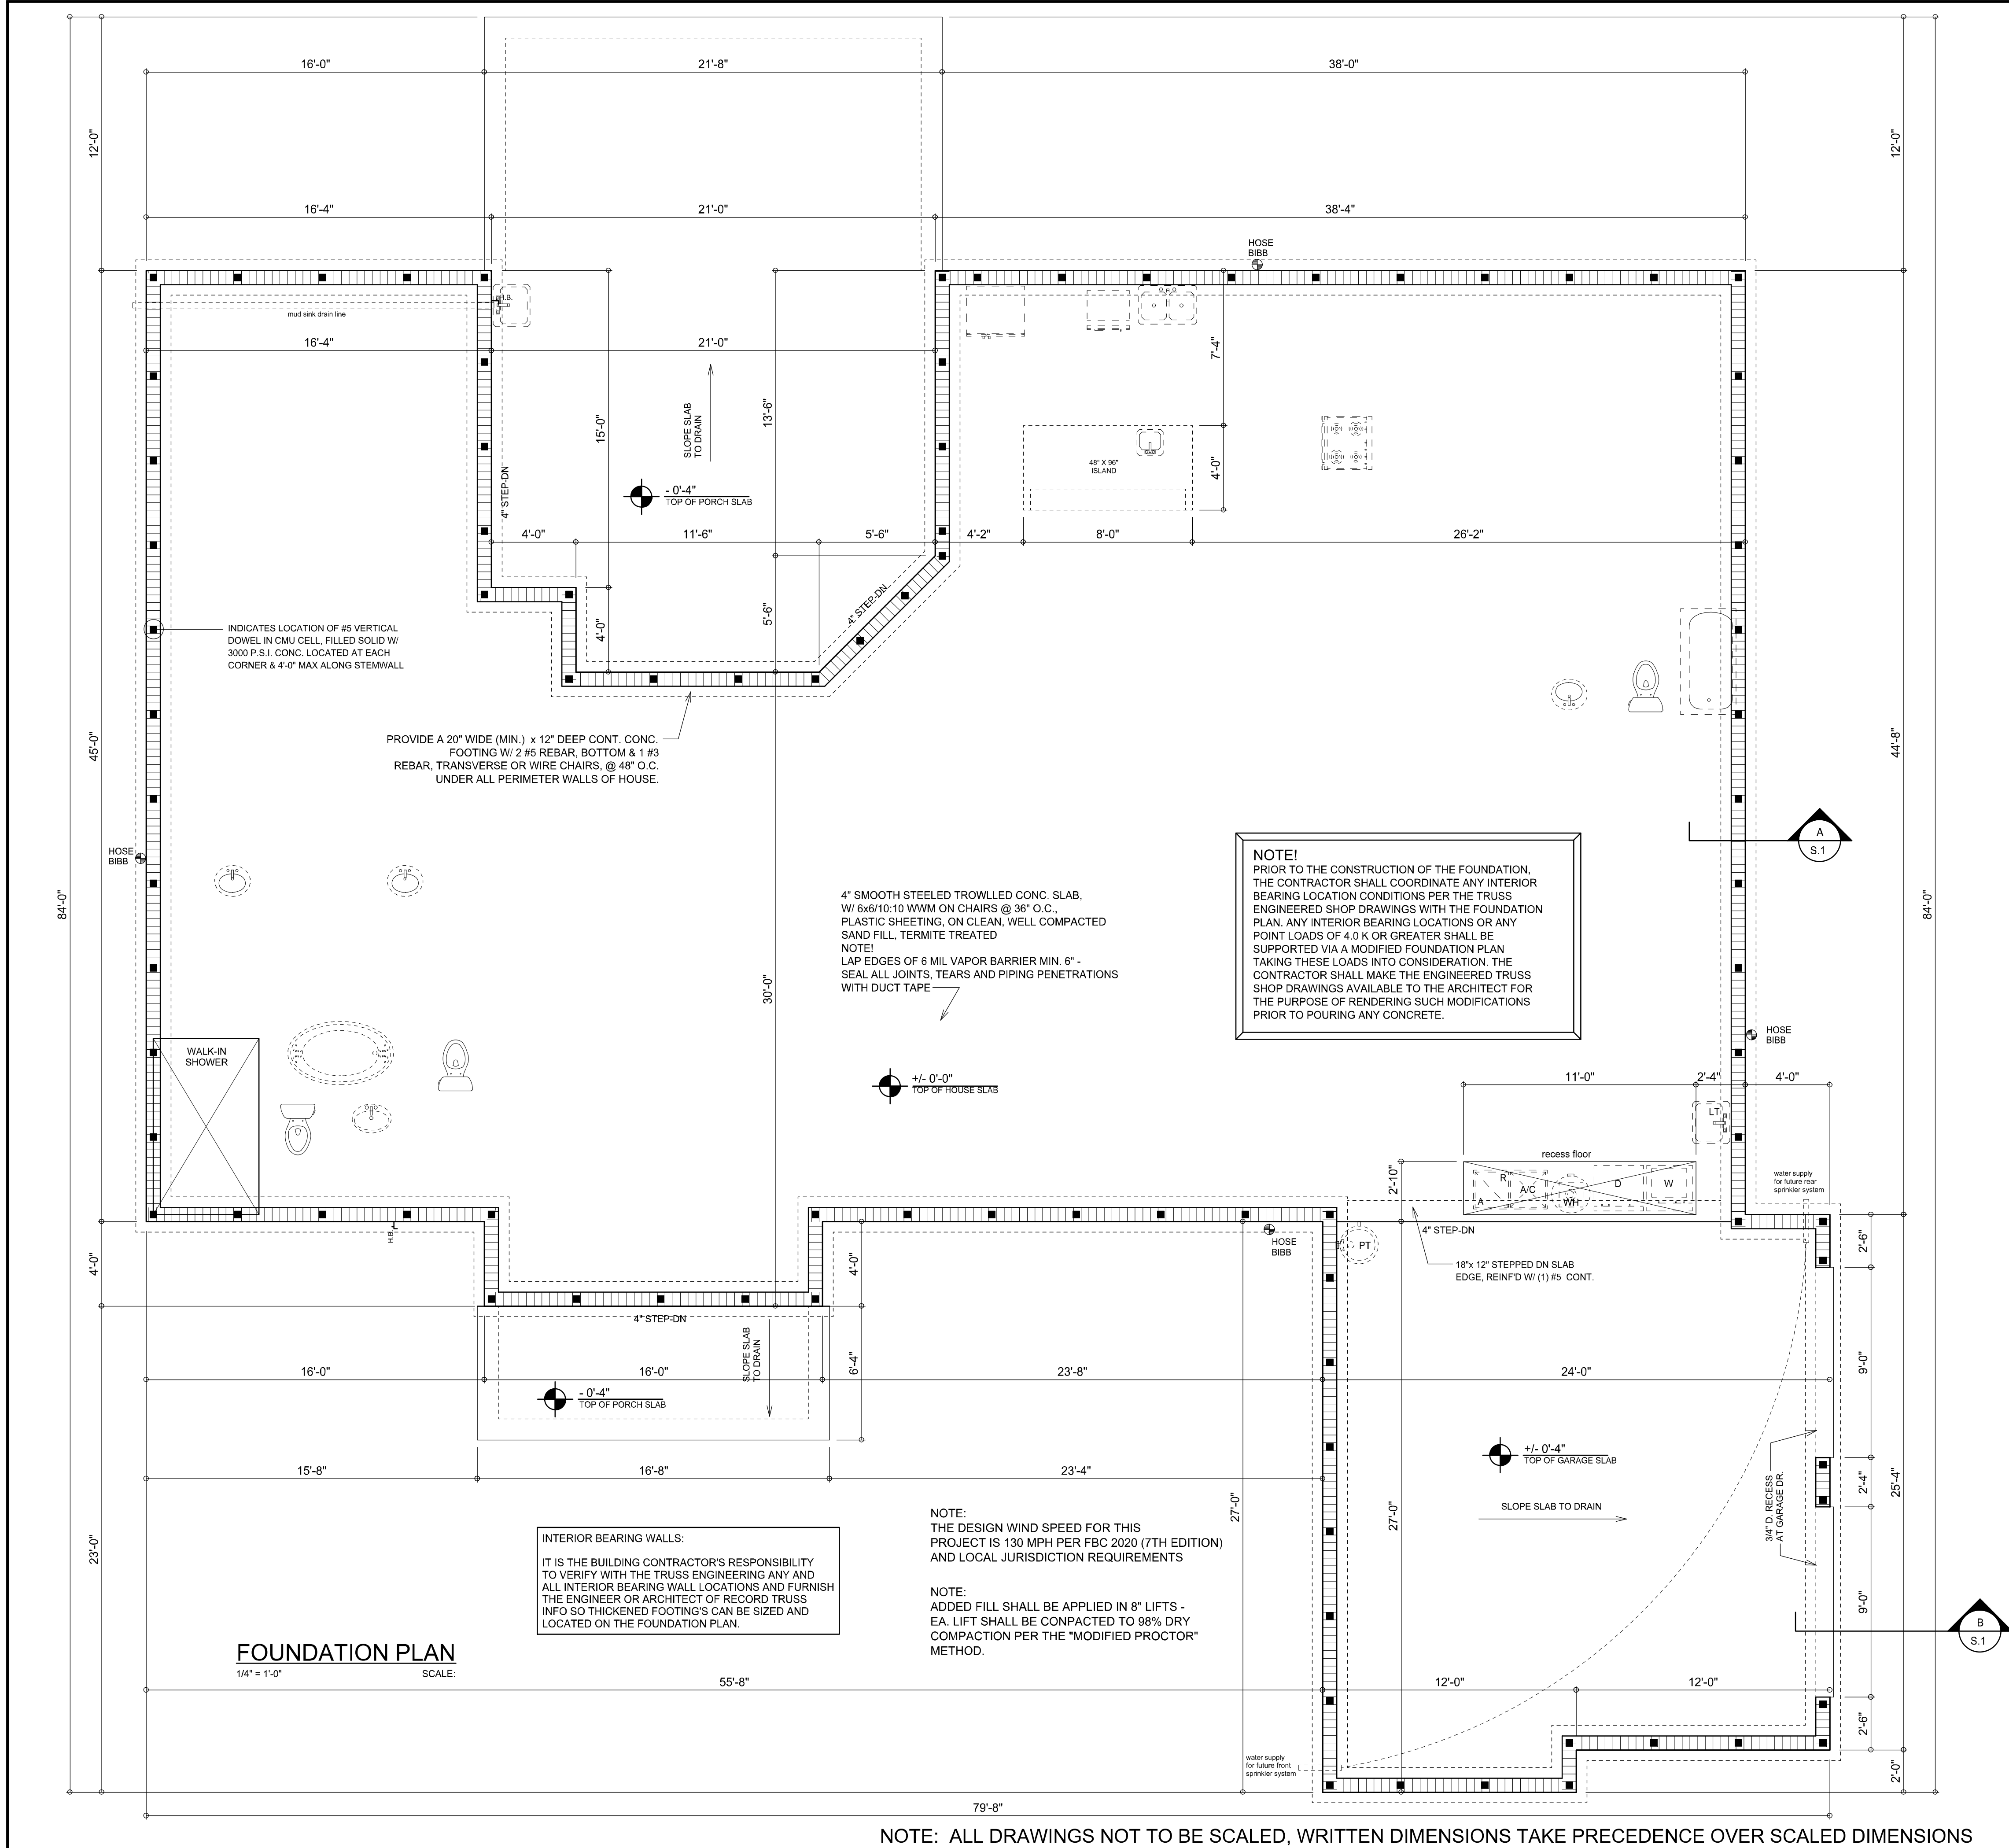 16'-0"
21'-8"
38'-0"
12'-0"
12'-0"
16'-4"
21'-0"
38'-4"
HOSE
BIBB
H.B.
mud sink drain line
16'-4"
21'-0"
7'-4"
15'-0"
13'-6"
SLOPE SLAB
TO DRAIN
4" STEP-DN
48" X 96"
ISLAND
4'-0"
- 0'-4"
TOP OF PORCH SLAB
4'-0"
11'-6"
5'-6"
4'-2"
8'-0"
26'-2"
4" STEP-DN
5'-6"
4'-0"
INDICATES LOCATION OF #5 VERTICAL
DOWEL IN CMU CELL, FILLED SOLID W/
3000 P.S.I. CONC. LOCATED AT EACH
CORNER & 4'-0" MAX ALONG STEMWALL
PROVIDE A 20" WIDE (MIN.) x 12" DEEP CONT. CONC.
FOOTING W/ 2 #5 REBAR, BOTTOM & 1 #3
REBAR, TRANSVERSE OR WIRE CHAIRS, @ 48" O.C.
UNDER ALL PERIMETER WALLS OF HOUSE.
45'-0"
44'-8"
84'-0"
84'-0"
HOSE
BIBB
A
S.1
NOTE!
PRIOR TO THE CONSTRUCTION OF THE FOUNDATION,
THE CONTRACTOR SHALL COORDINATE ANY INTERIOR
BEARING LOCATION CONDITIONS PER THE TRUSS
ENGINEERED SHOP DRAWINGS WITH THE FOUNDATION
PLAN. ANY INTERIOR BEARING LOCATIONS OR ANY
POINT LOADS OF 4.0 K OR GREATER SHALL BE
SUPPORTED VIA A MODIFIED FOUNDATION PLAN
TAKING THESE LOADS INTO CONSIDERATION. THE
CONTRACTOR SHALL MAKE THE ENGINEERED TRUSS
SHOP DRAWINGS AVAILABLE TO THE ARCHITECT FOR
THE PURPOSE OF RENDERING SUCH MODIFICATIONS
PRIOR TO POURING ANY CONCRETE.
4" SMOOTH STEELED TROWLLED CONC. SLAB,
W/ 6x6/10:10 WWM ON CHAIRS @ 36" O.C.,
PLASTIC SHEETING, ON CLEAN, WELL COMPACTED
SAND FILL, TERMITE TREATED
NOTE!
LAP EDGES OF 6 MIL VAPOR BARRIER MIN. 6" -
SEAL ALL JOINTS, TEARS AND PIPING PENETRATIONS
WITH DUCT TAPE
30'-0"
HOSE
BIBB
WALK-IN
SHOWER
+/- 0'-0"
TOP OF HOUSE SLAB
11'-0"
2'-4"
4'-0"
LT
recess floor
2'-10"
R
A
A/C
WH
D
W
water supply
for future rear
sprinkler system
4" STEP-DN
H.B.
HOSE
BIBB
PT
18"x 12" STEPPED DN SLAB
EDGE, REINF'D W/ (1) #5 CONT.
4'-0"
4'-0"
2'-6"
4" STEP-DN
SLOPE SLAB
TO DRAIN
6'-4"
9'-0"
16'-0"
16'-0"
23'-8"
24'-0"
- 0'-4"
TOP OF PORCH SLAB
+/- 0'-4"
TOP OF GARAGE SLAB
15'-8"
16'-8"
23'-4"
SLOPE SLAB TO DRAIN
3/4" D. RECESS
AT GARAGE DR.
2'-4"
25'-4"
27'-0"
27'-0"
23'-0"
INTERIOR BEARING WALLS:
IT IS THE BUILDING CONTRACTOR'S RESPONSIBILITY
TO VERIFY WITH THE TRUSS ENGINEERING ANY AND
ALL INTERIOR BEARING WALL LOCATIONS AND FURNISH
THE ENGINEER OR ARCHITECT OF RECORD TRUSS
INFO SO THICKENED FOOTING'S CAN BE SIZED AND
LOCATED ON THE FOUNDATION PLAN.
NOTE:
THE DESIGN WIND SPEED FOR THIS
PROJECT IS 130 MPH PER FBC 2020 (7TH EDITION)
AND LOCAL JURISDICTION REQUIREMENTS
NOTE:
ADDED FILL SHALL BE APPLIED IN 8" LIFTS -
EA. LIFT SHALL BE CONPACTED TO 98% DRY
COMPACTION PER THE "MODIFIED PROCTOR"
METHOD.
9'-0"
B
S.1
FOUNDATION PLAN
1/4" = 1'-0"
SCALE:
55'-8"
12'-0"
12'-0"
2'-6"
water supply
for future front
sprinkler system
2'-0"
79'-8"
NOTE: ALL DRAWINGS NOT TO BE SCALED, WRITTEN DIMENSIONS TAKE PRECEDENCE OVER SCALED DIMENSIONS